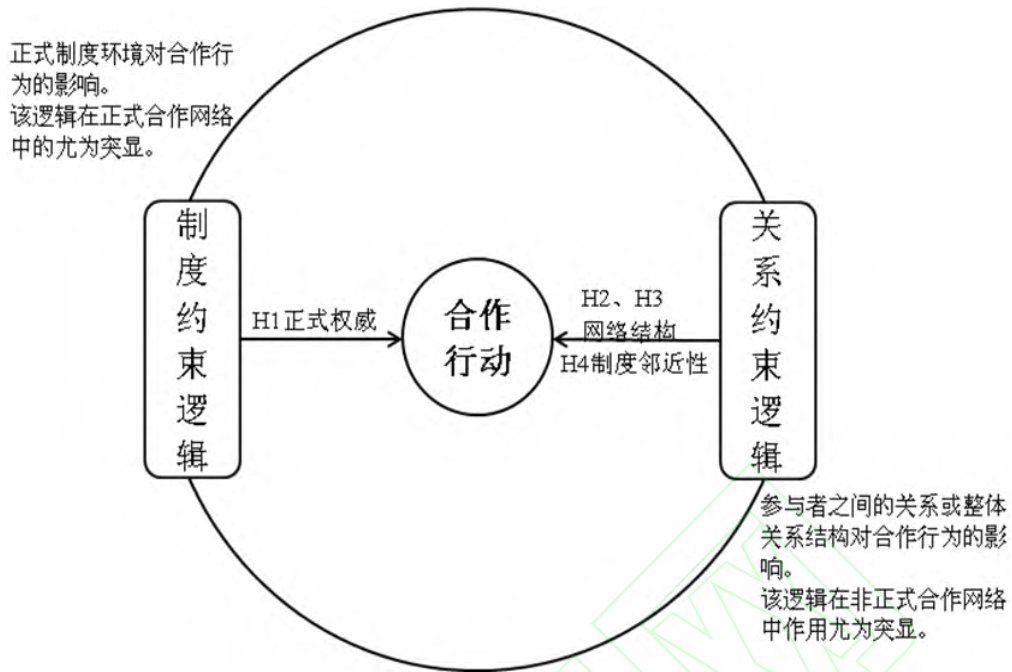 正式制度环境对合作行
为的影响。
该逻辑在正式合作网络
中的尤为突显。
制度约束逻辑
H1正式权威
合作
行动
H2、H3
网络结构
H4制度邻近性
关系约束逻辑
参与者之间的关系或整体
关系结构对合作行为的影
响。
该逻辑在非正式合作网络
中作用尤为突显。